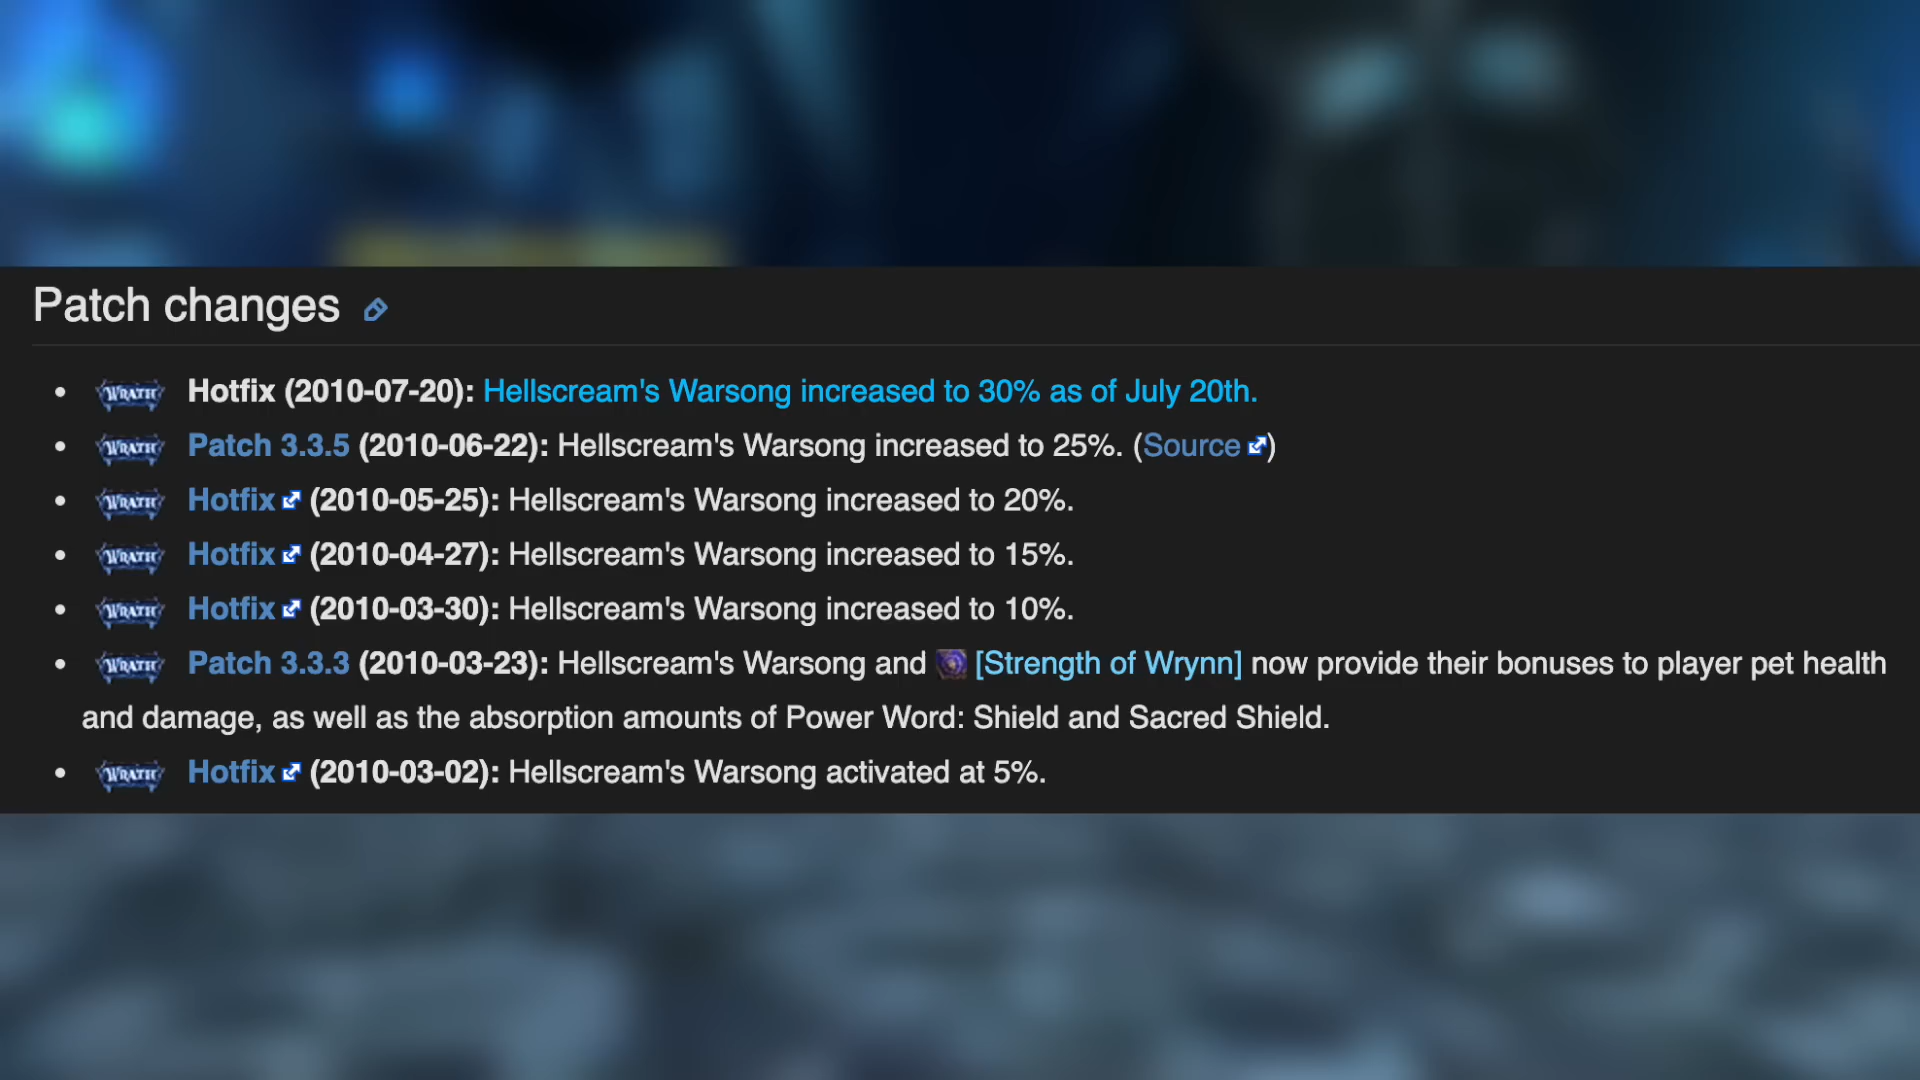 Patch changes
WRATH Hotfix (2010-07-20): Hellscream's Warsong increased to 30% as of July 20th.
WRATH Patch 3.3.5 (2010-06-22): Hellscream's Warsong increased to 25%. (Source)
WRATH Hotfix (2010-05-25): Hellscream's Warsong increased to 20%.
WRATH Hotfix (2010-04-27): Hellscream's Warsong increased to 15%.
WRATH Hotfix (2010-03-30): Hellscream's Warsong increased to 10%.
WRATH Patch 3.3.3 (2010-03-23): Hellscream's Warsong and [Strength of Wrynn] now provide their bonuses to player pet health
and damage, as well as the absorption amounts of Power Word: Shield and Sacred Shield.
WRATH Hotfix (2010-03-02): Hellscream's Warsong activated at 5%.